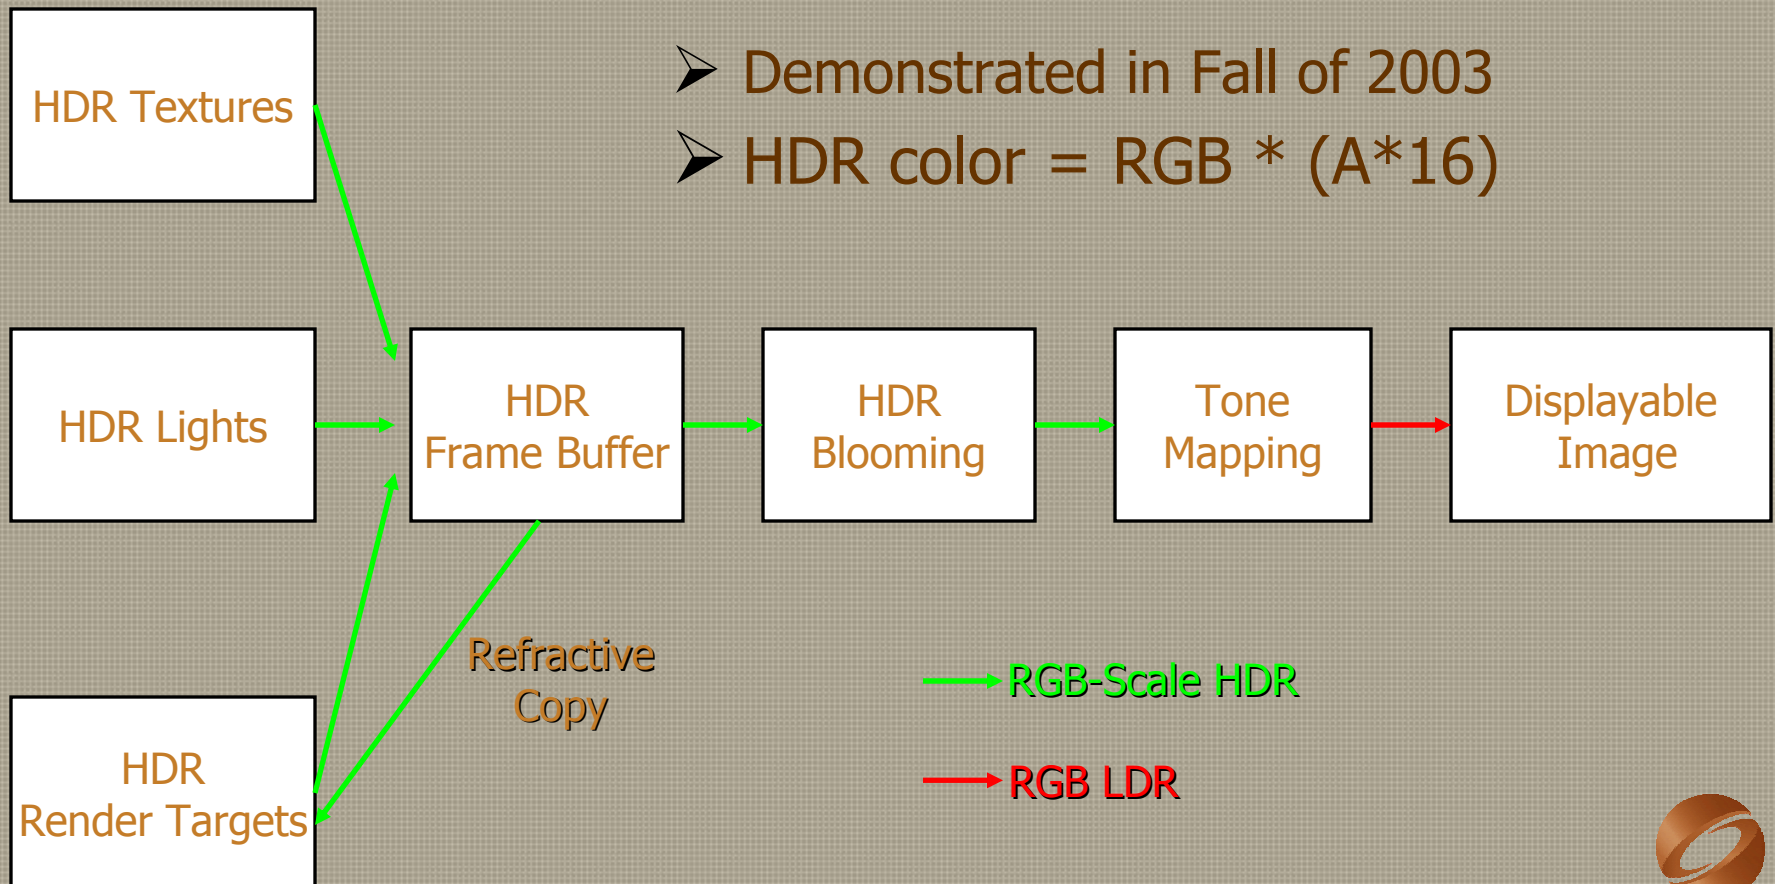 ➢ Demonstrated in Fall of 2003
➢ HDR color = RGB * (A*16)
HDR Textures
HDR Lights
HDR
Frame Buffer
HDR
Blooming
Tone
Mapping
Displayable
Image
Refractive
Copy
HDR
Render Targets
RGB-Scale HDR
RGB LDR